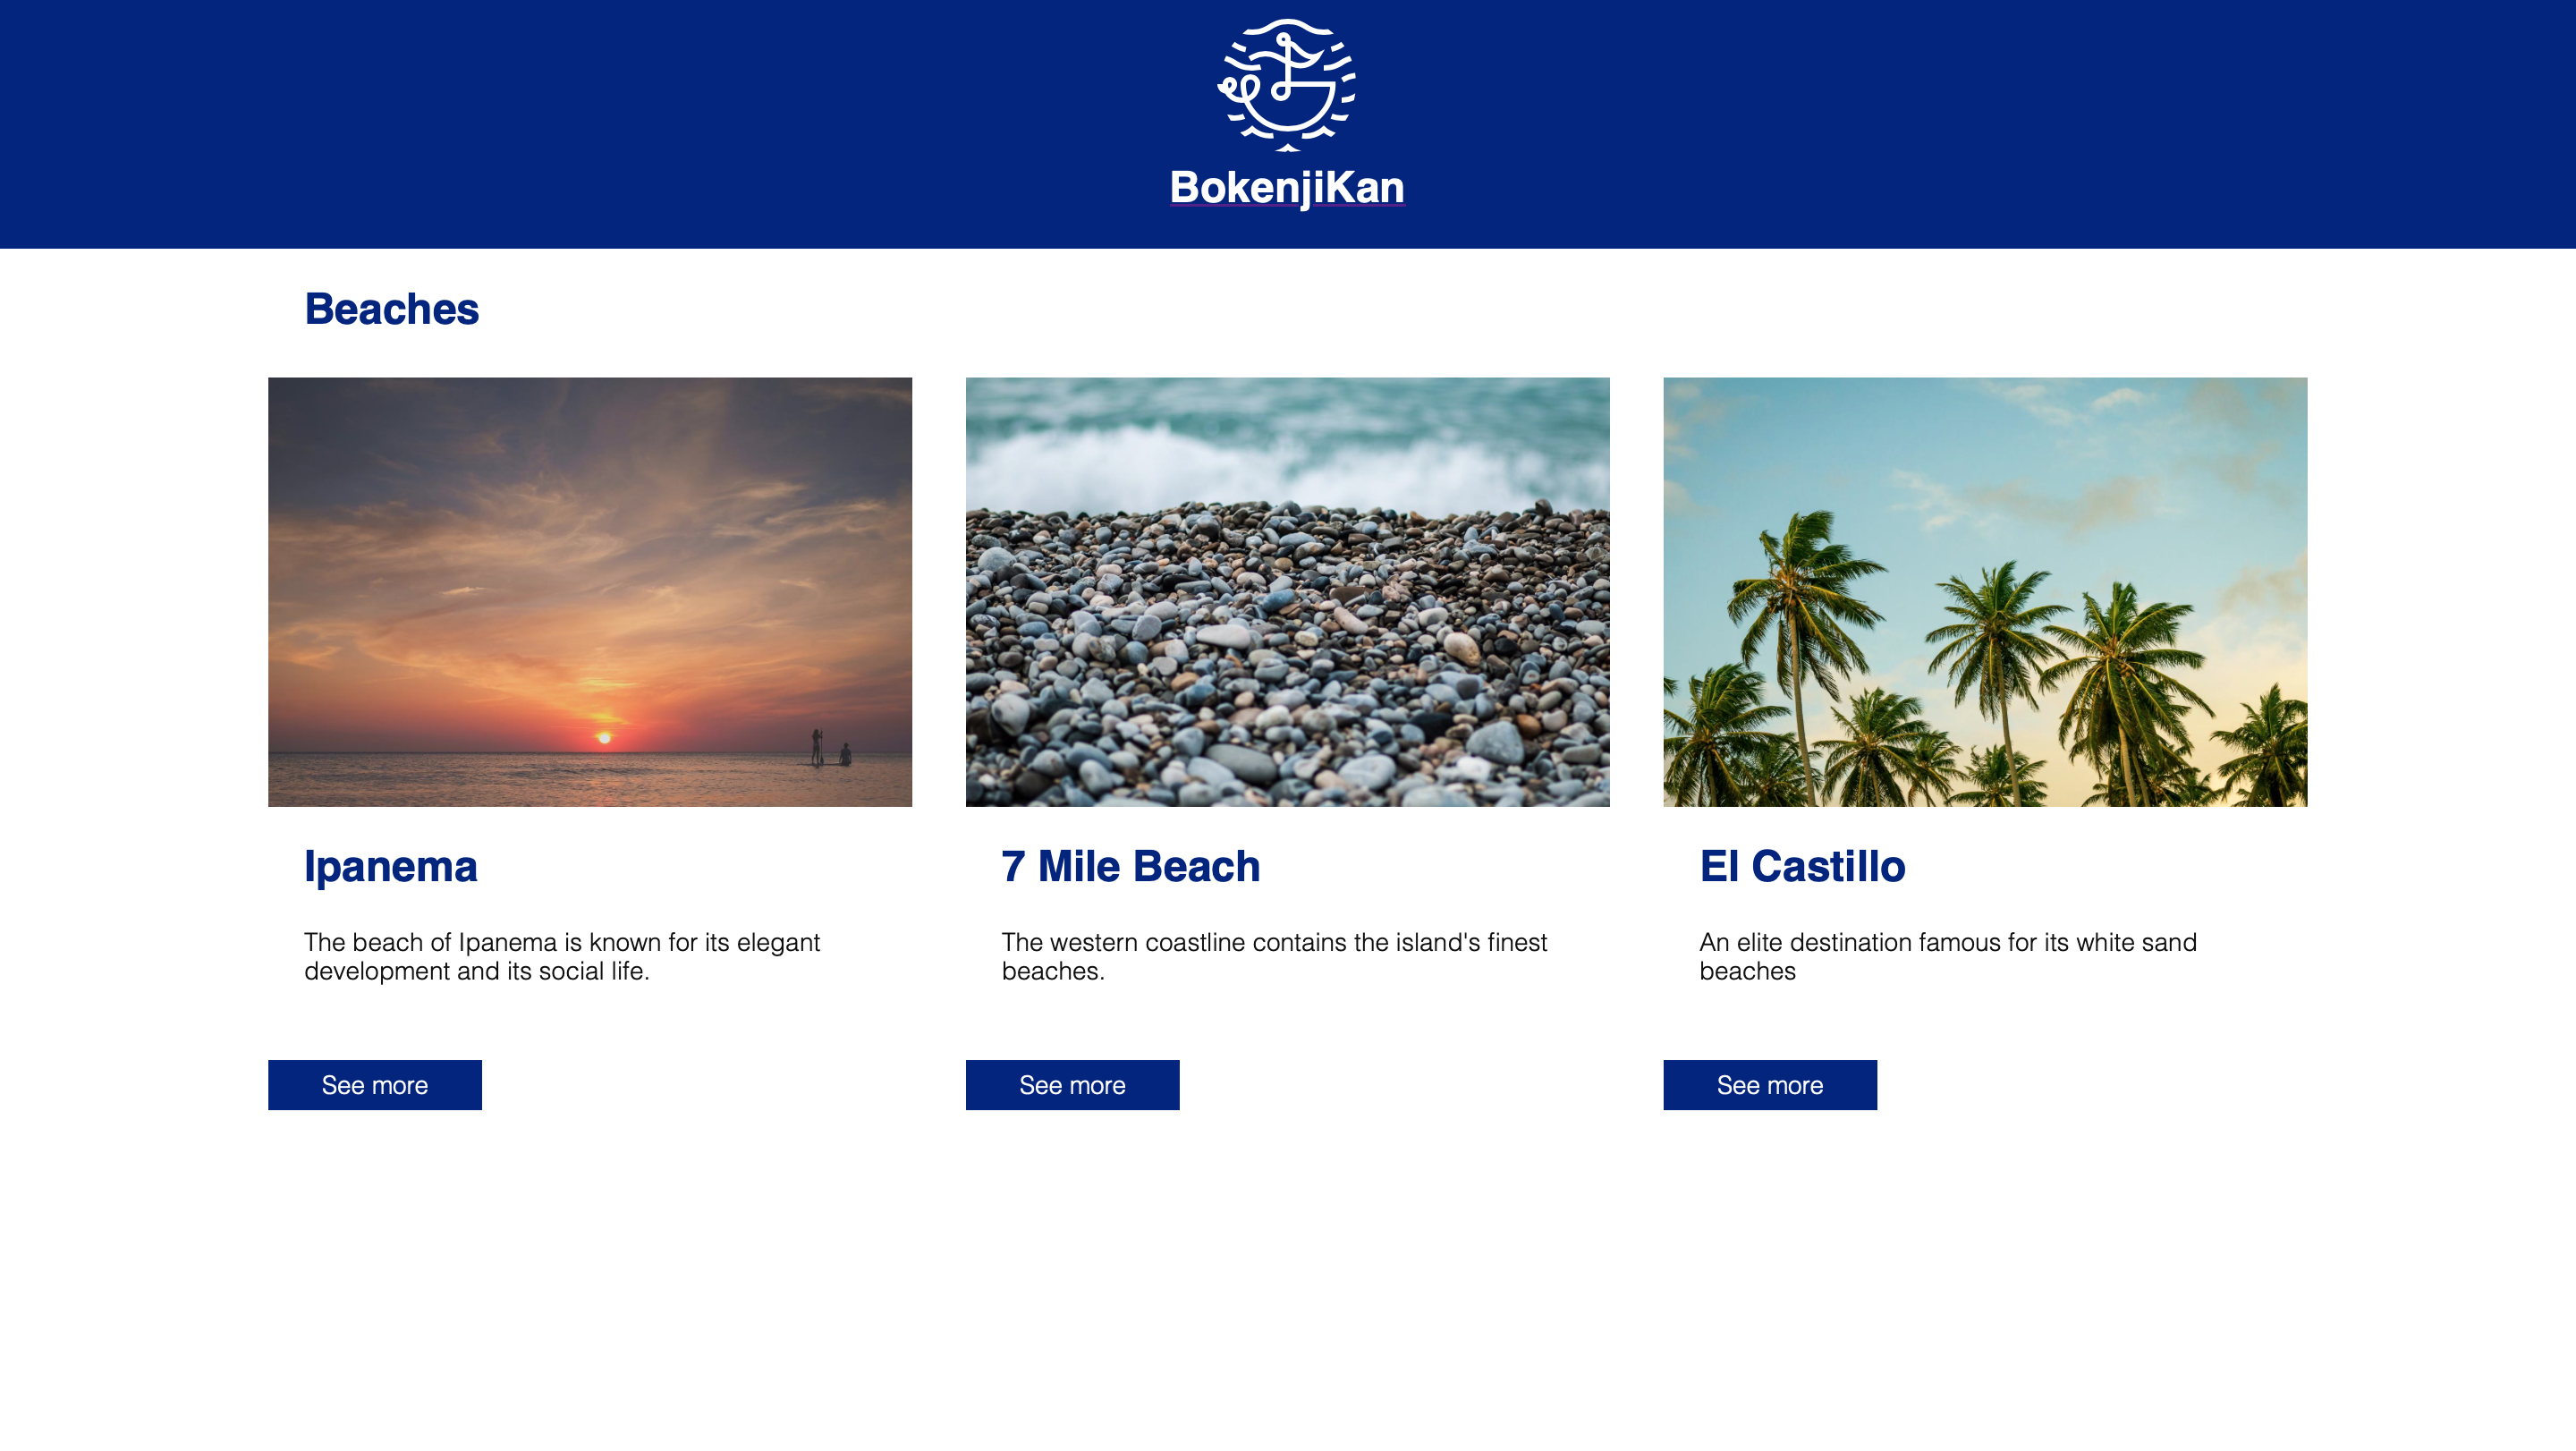 BokenjiKan
Beaches
Ipanema
The beach of Ipanema is known for its elegant
development and its social life.
See more
7 Mile Beach
The western coastline contains the island's finest
beaches.
See more
El Castillo
An elite destination famous for its white sand
beaches
See more